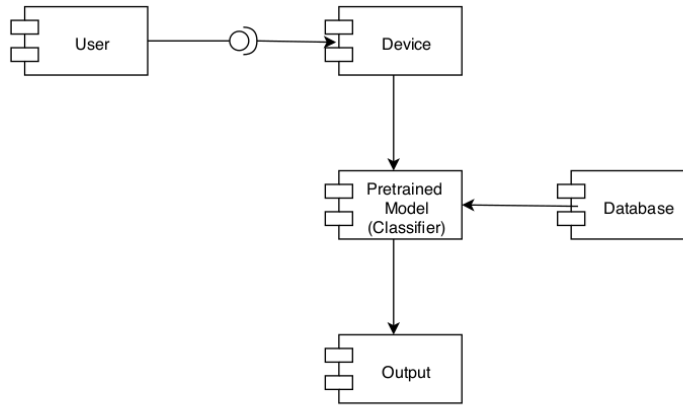 User
Device
Pretrained
Model
(Classifier)
Database
Output